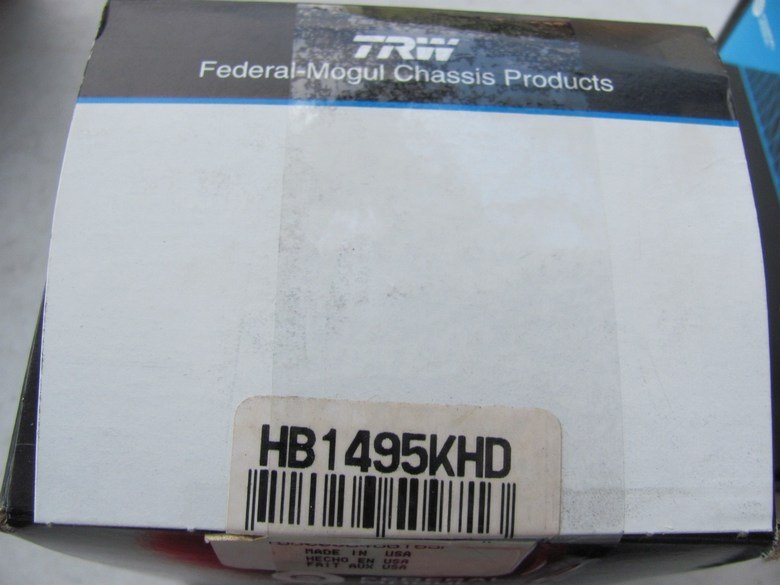 TRW
Federal-Mogul Chassis Products
HB1495KHD
MADE IN USA
HECHO EN USA
FAIT AUX USA